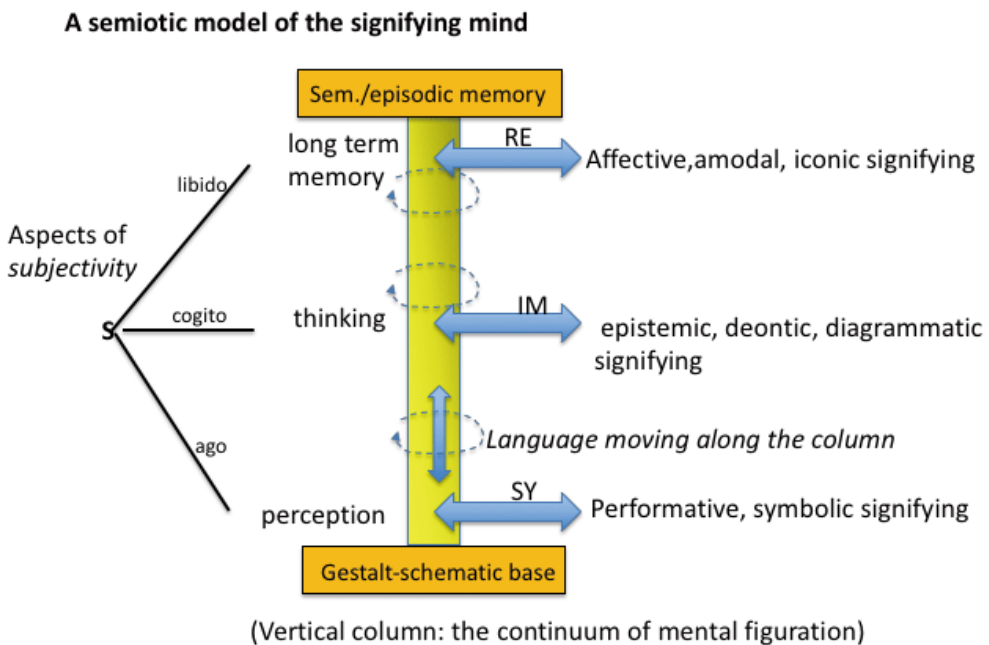 A semiotic model of the signifying mind
Sem./episodic memory
long term
memory
RE
Affective,amodal, iconic signifying
libido
Aspects of
subjectivity
S
cogito
thinking
IM
epistemic, deontic, diagrammatic
signifying
ago
Language moving along the column
perception
SY
Performative, symbolic signifying
Gestalt-schematic base
(Vertical column: the continuum of mental figuration)